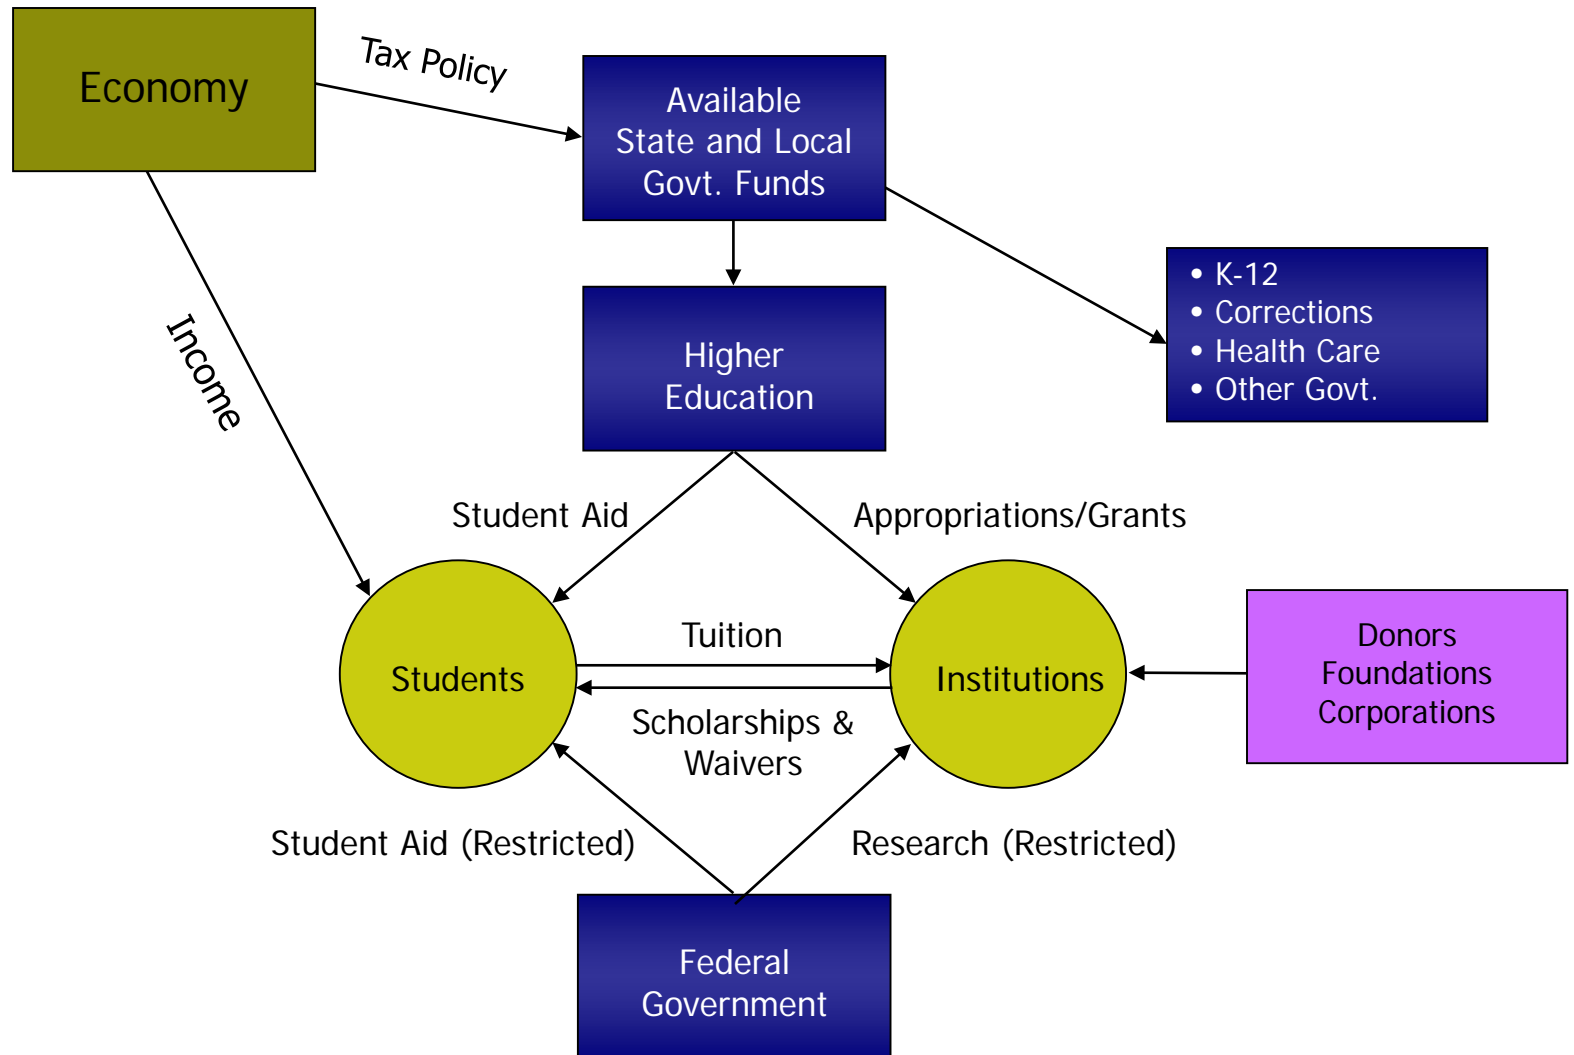 Economy
Tax Policy
Available
State and Local
Govt. Funds
• K-12
• Corrections
• Health Care
• Other Govt.
Higher
Education
Income
Student Aid
Appropriations/Grants
Students
Tuition
Scholarships &
Waivers
Institutions
Donors
Foundations
Corporations
Student Aid (Restricted)
Research (Restricted)
Federal
Government